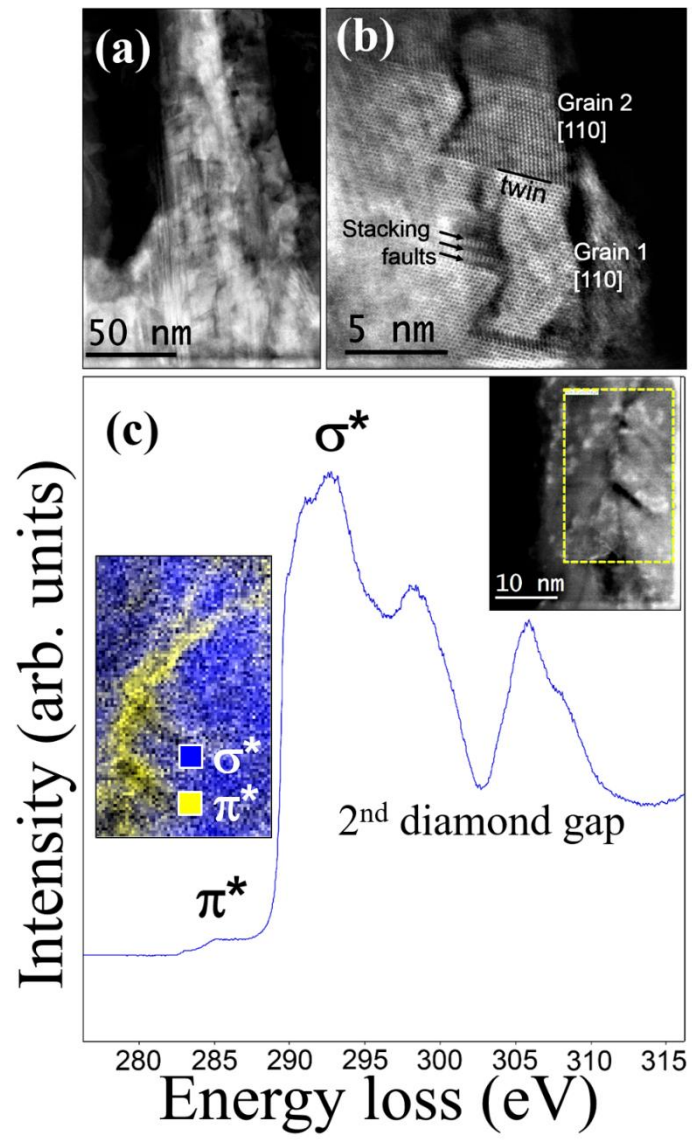 (a)
50 nm
(b)
Grain 2
[110]
twin
Stacking
faults
Grain 1
[110]
5 nm
(c)
σ*
10 nm
σ*
π*
2nd diamond gap
π*
Intensity (arb. units)
280 285 290 295 300 305 310 315
Energy loss (eV)